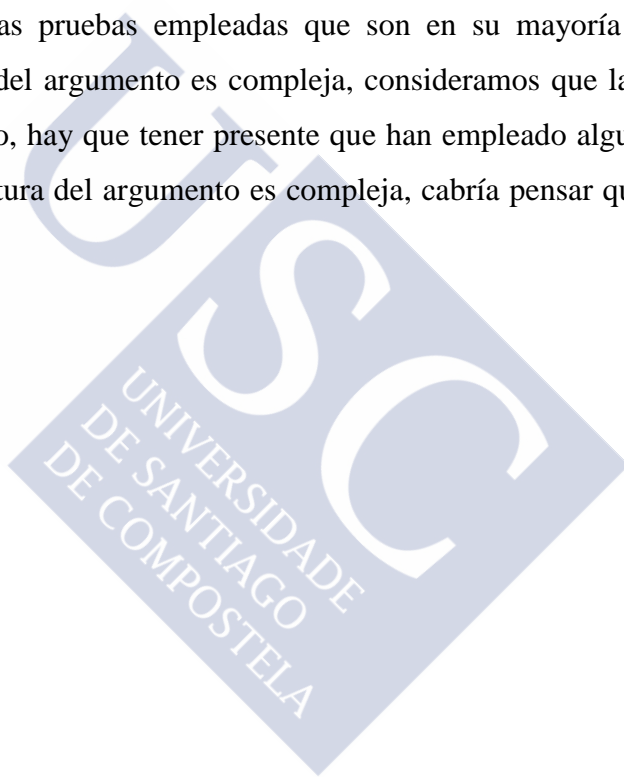 as pruebas empleadas que son en su mayoría
del argumento es compleja, consideramos que la
o, hay que tener presente que han empleado algu
tura del argumento es compleja, cabría pensar qu
USC
UNIVERSIDADE
DE SANTIAGO
DE COMPOSTELA